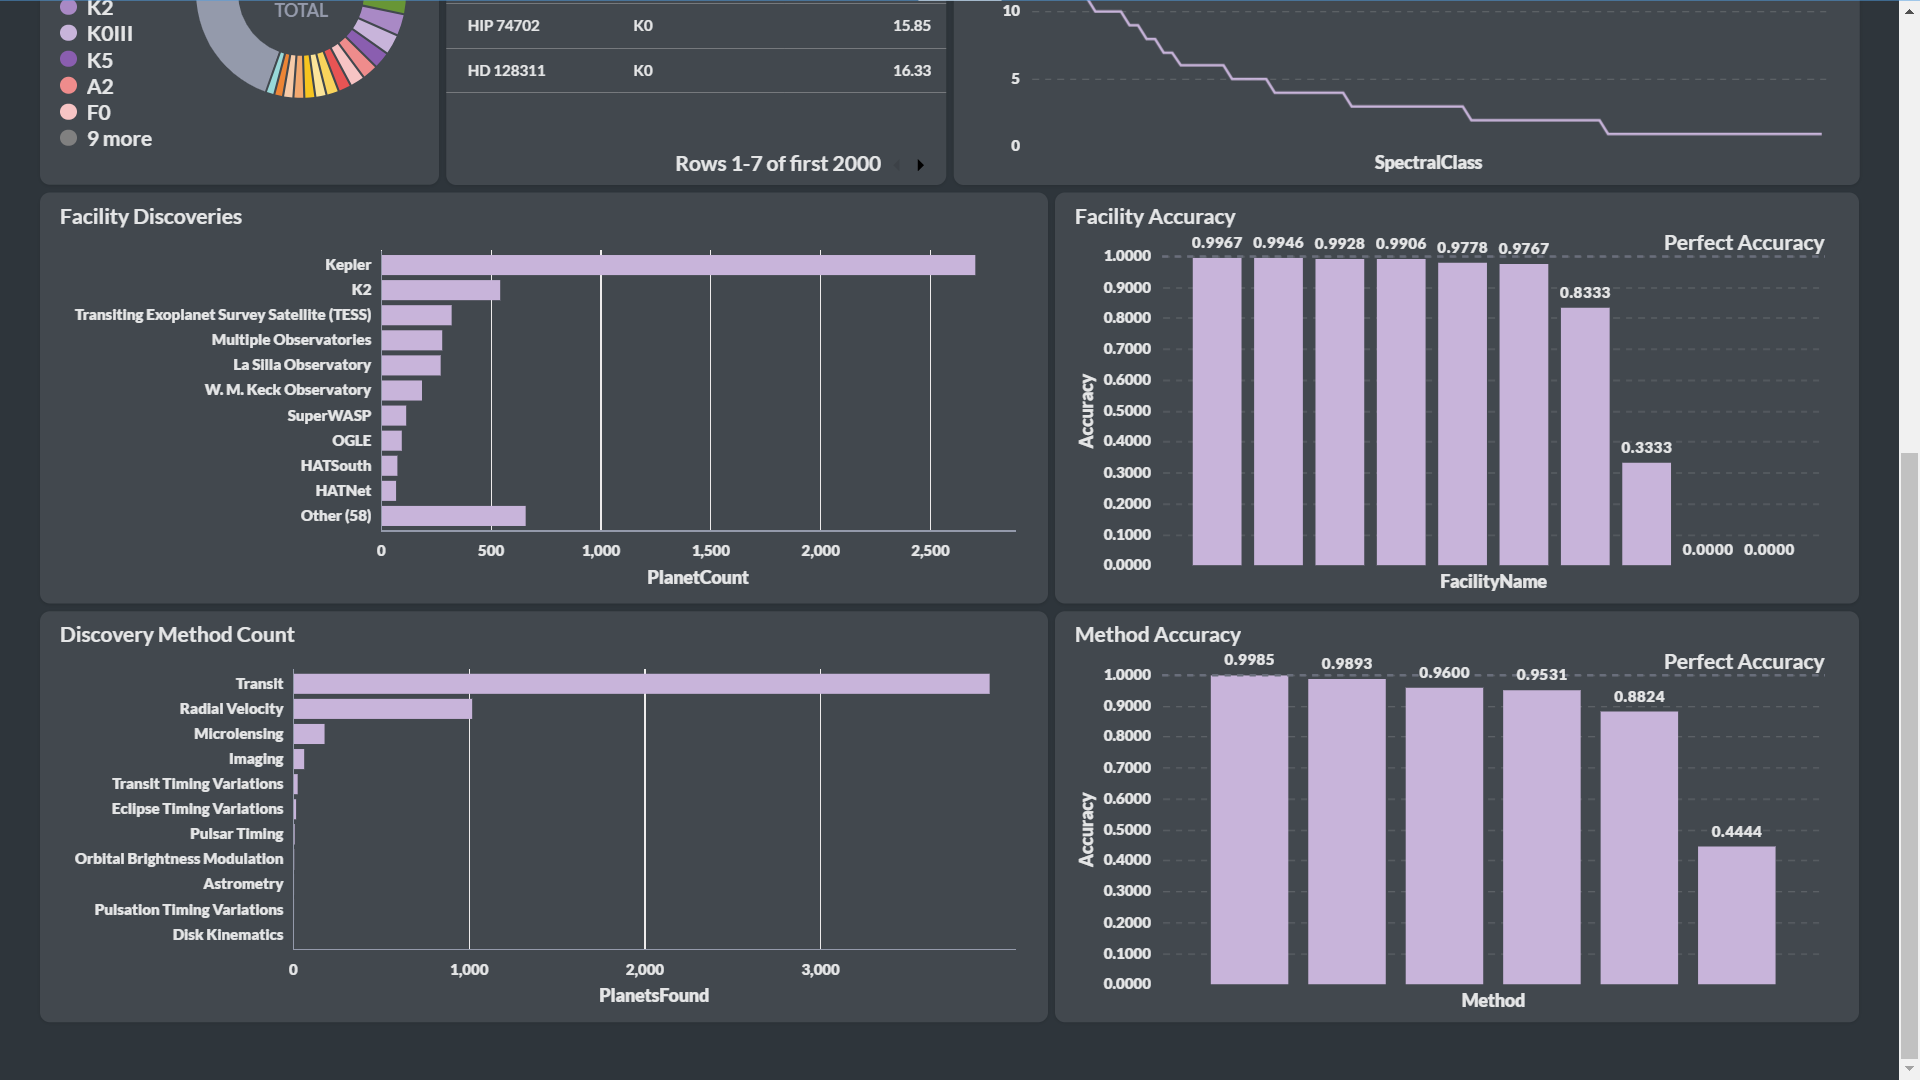 TOTAL
K2
K0III
K5
A2
F0
9 more
HIP 74702 K0 15.85
HD 128311 K0 16.33
Rows 1-7 of first 2000
10
5
0
SpectralClass
Facility Discoveries
Kepler
K2
Transiting Exoplanet Survey Satellite (TESS)
Multiple Observatories
La Silla Observatory
W. M. Keck Observatory
SuperWASP
OGLE
HATSouth
HATNet
Other (58)
0 500 1,000 1,500 2,000 2,500
PlanetCount
Facility Accuracy
Perfect Accuracy
0.9967 0.9946 0.9928 0.9906 0.9778 0.9767
0.8333
0.3333
0.0000 0.0000
1.0000
0.9000
0.8000
0.7000
0.6000
0.5000
0.4000
0.3000
0.2000
0.1000
0.0000
Accuracy
FacilityName
Discovery Method Count
Transit
Radial Velocity
Microlensing
Imaging
Transit Timing Variations
Eclipse Timing Variations
Pulsar Timing
Orbital Brightness Modulation
Astrometry
Pulsation Timing Variations
Disk Kinematics
0 1,000 2,000 3,000
PlanetsFound
Method Accuracy
Perfect Accuracy
0.9985 0.9893 0.9600 0.9531
0.8824
0.4444
1.0000
0.9000
0.8000
0.7000
0.6000
0.5000
0.4000
0.3000
0.2000
0.1000
0.0000
Accuracy
Method